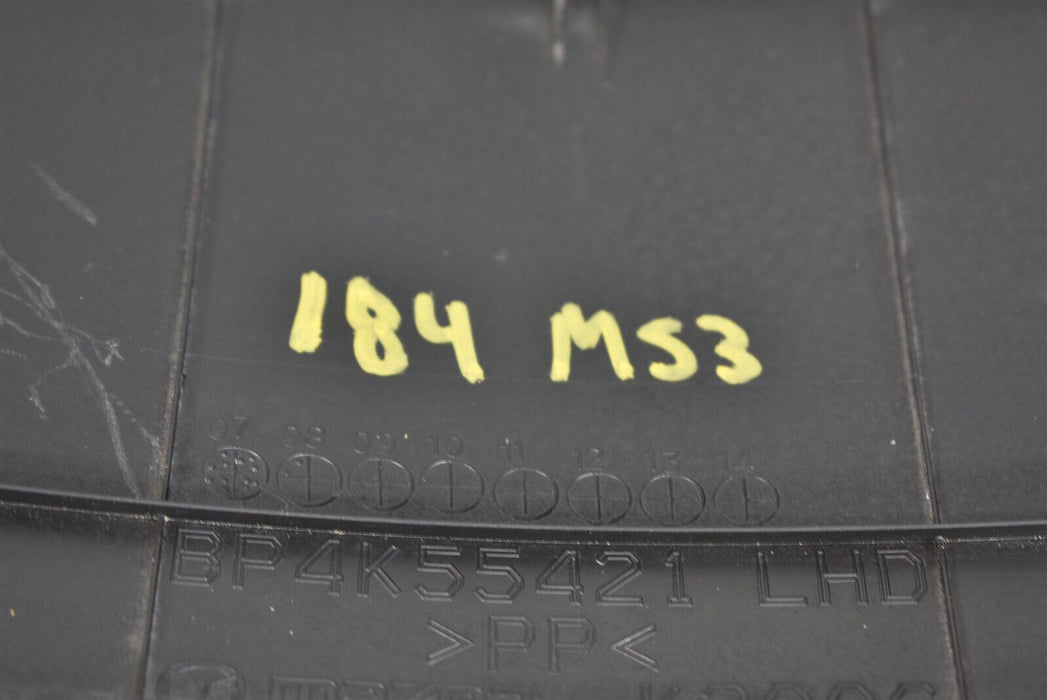 184 MS3
07 08 09 10 11 12 13 14
BP4K55421 LHD
>PP<